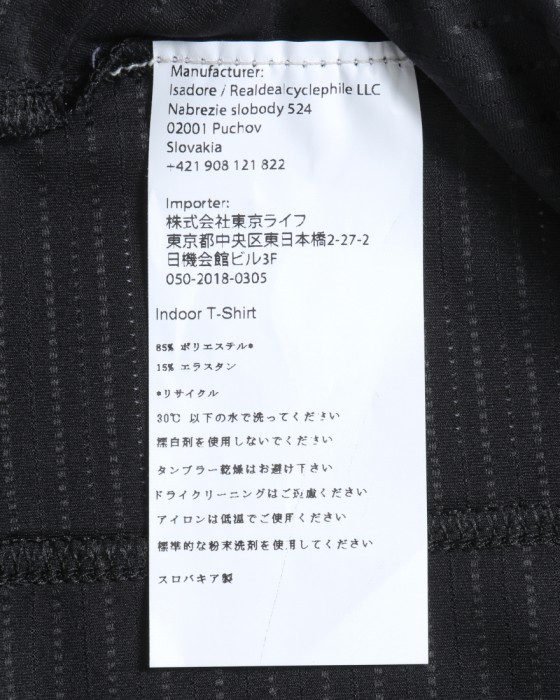 Manufacturer:
Isadore / Realdea cyclephile LLC
Nabrezie slobody 524
02001 Puchov
Slovakia
+421 908 121 822
Importer:
株式会社東京ライフ
東京都中央区東日本橋2-27-2
日機会館ビル3F
050-2018-0305
Indoor T-Shirt
85% ポリエステル*
15% エラスタン
*リサイクル
30℃ 以下の水で洗ってください
漂白剤を使用しないでください
タンブラー乾燥はお避け下さい
ドライクリーニングはご遠慮ください
アイロンは低温でご使用ください
標準的な粉末洗剤を使用してください
スロバキア製